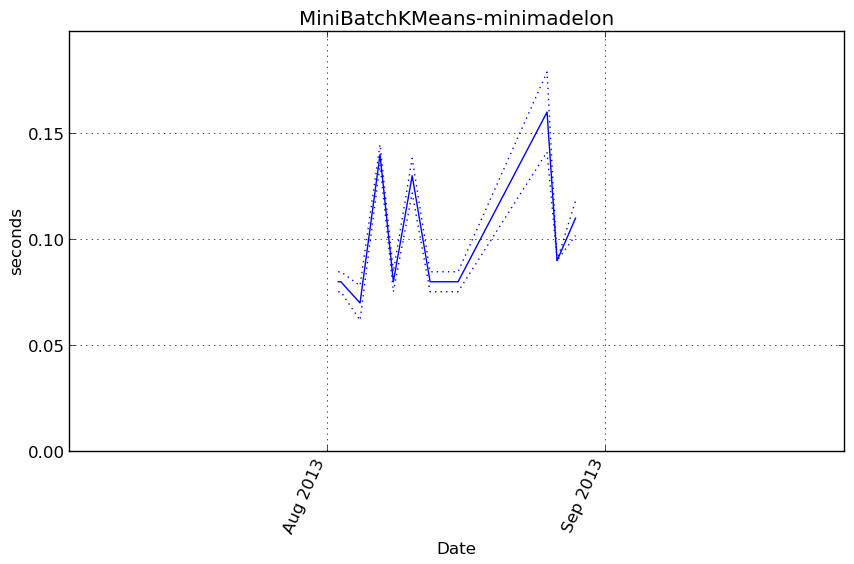 MiniBatchKMeans-minimadelon
seconds
0.15
0.10
0.05
0.00
Aug 2013
Sep 2013
Date